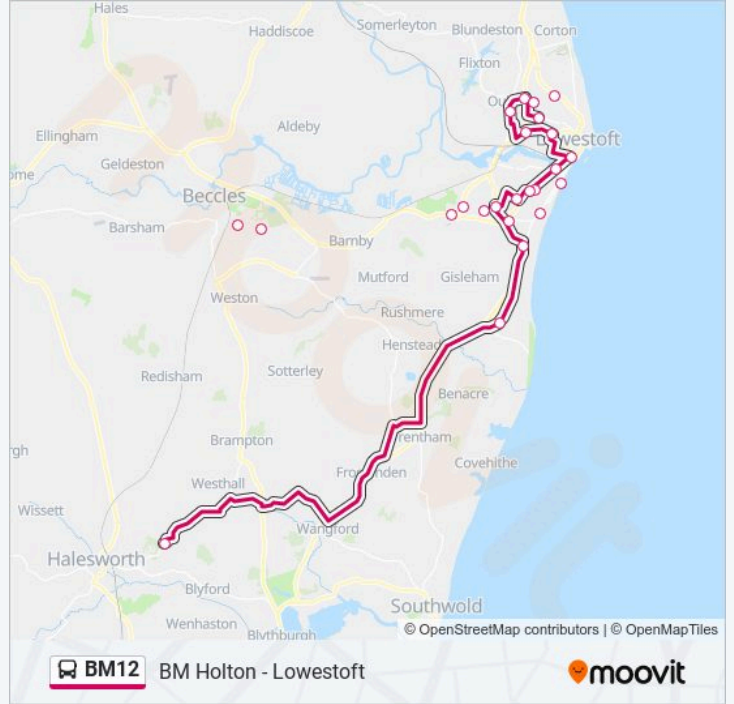 Hales
Somerleyton
Blundeston
Corton
Haddiscoe
Flixton
Ou
Ellingham
Aldeby
Lowestoft
Geldeston
ome
Beccles
Barsham
Barnby
Mutford
Gisleham
Weston
Rushmere
Henstead
Redisham
Sotterley
Benacre
Brampton
Frostenden
Wrentham
gh
Covehithe
Westhall
Wissett
Wangford
Halesworth
Blyford
Southwold
Wenhaston
Blythburgh
© OpenStreetMap contributors | © OpenMapTiles
BM12
BM Holton - Lowestoft
moovit